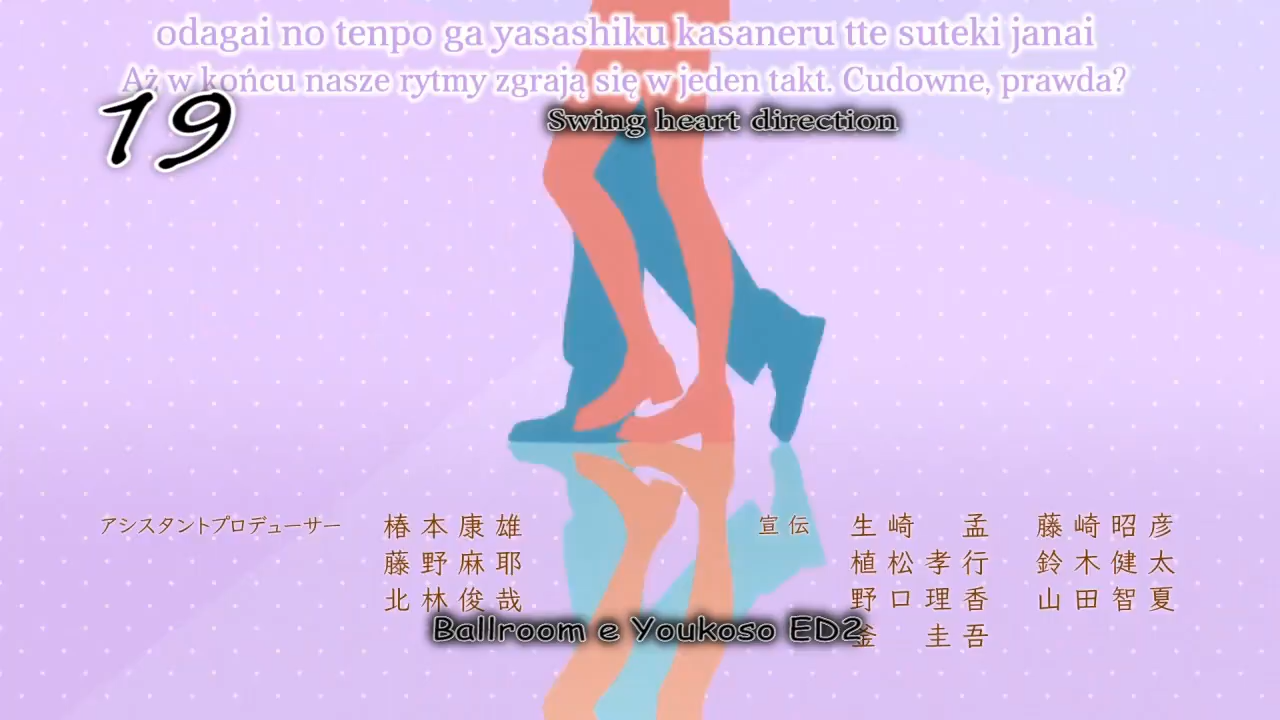 odagai no tenpo ga yasashiku kasaneru tte suteki janai
Aż w końcu nasze rytmy zgrają się w jeden takt. Cudowne, prawda?
19
Swing heart direction
アシスタントプロデューサー
椿本康雄
藤野麻耶
北林俊哉
宣伝
生崎 孟 藤崎昭彦
植松孝行 鈴木健太
野口理香 山田智夏
釜 圭吾
Ballroom e Youkoso ED2